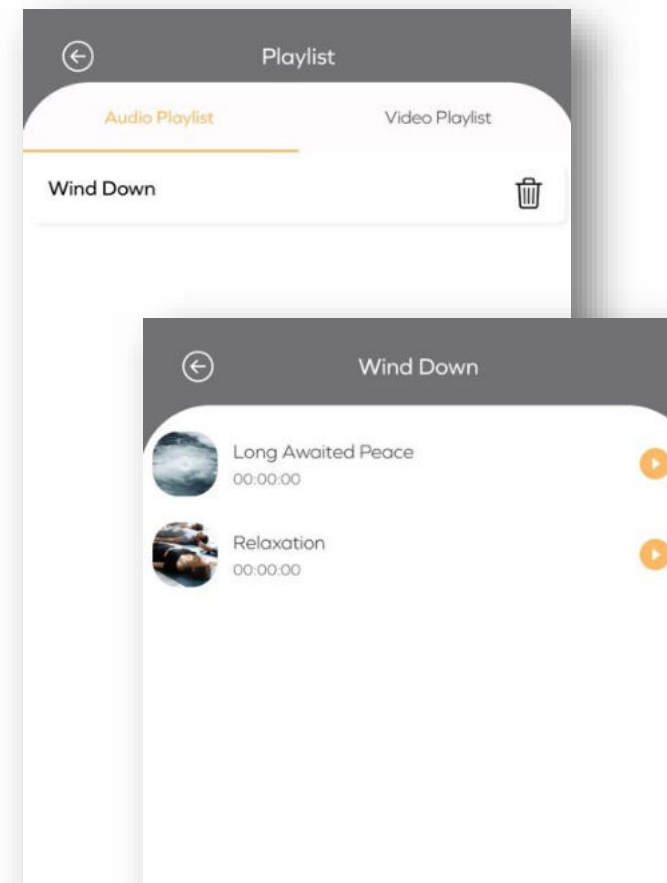 Playlist
Audio Playlist Video Playlist
Wind Down
Wind Down
Long Awaited Peace
00:00:00
Relaxation
00:00:00